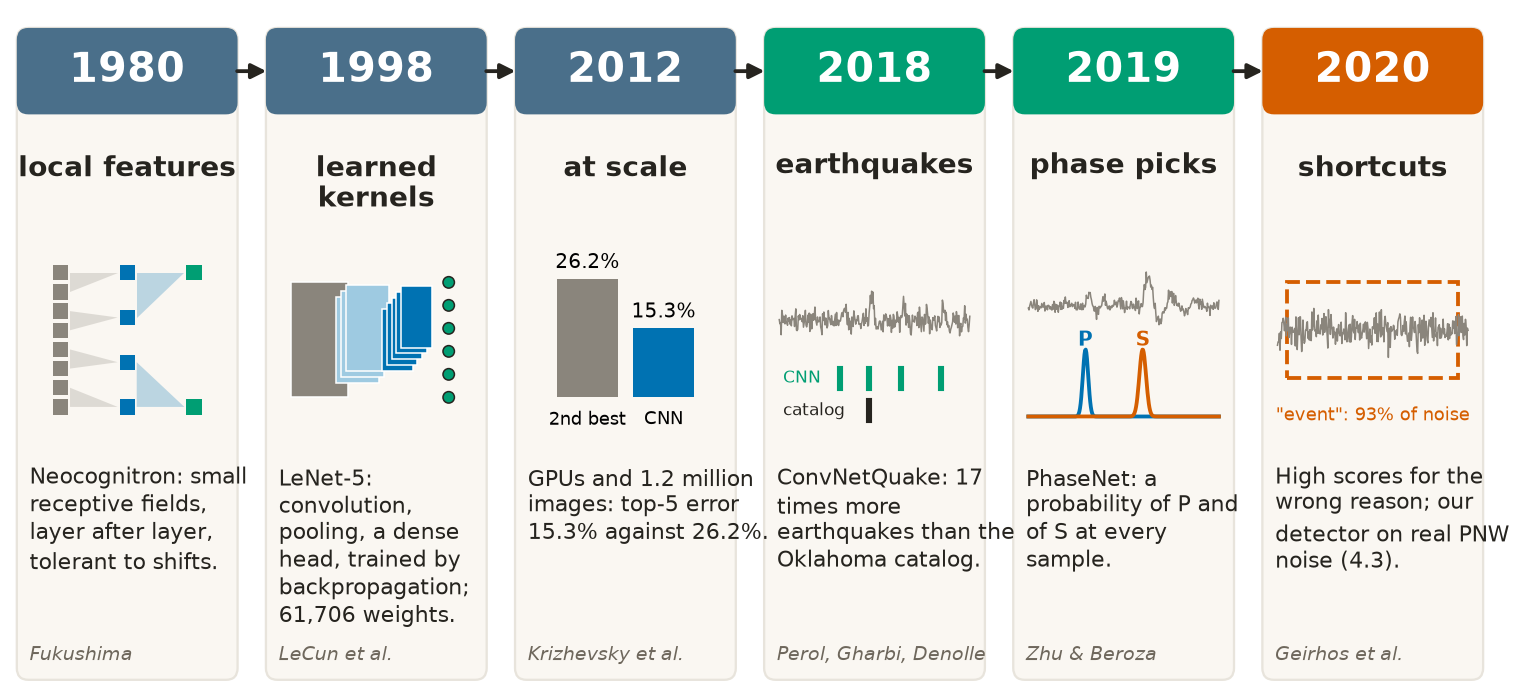 1980
local features
Neocognitron: small
receptive fields,
layer after layer,
tolerant to shifts.
Fukushima
1998
learned
kernels
LeNet-5:
convolution,
pooling, a dense
head, trained by
backpropagation;
61,706 weights.
LeCun et al.
2012
at scale
26.2%
15.3%
2nd best
CNN
GPUs and 1.2 million
images: top-5 error
15.3% against 26.2%.
Krizhevsky et al.
2018
earthquakes
CNN
catalog
ConvNetQuake: 17
times more
earthquakes than the
Oklahoma catalog.
Perol, Gharbi, Denolle
2019
phase picks
P
S
PhaseNet: a
probability of P and
of S at every
sample.
Zhu & Beroza
2020
shortcuts
"event": 93% of noise
High scores for the
wrong reason; our
detector on real PNW
noise (4.3).
Geirhos et al.